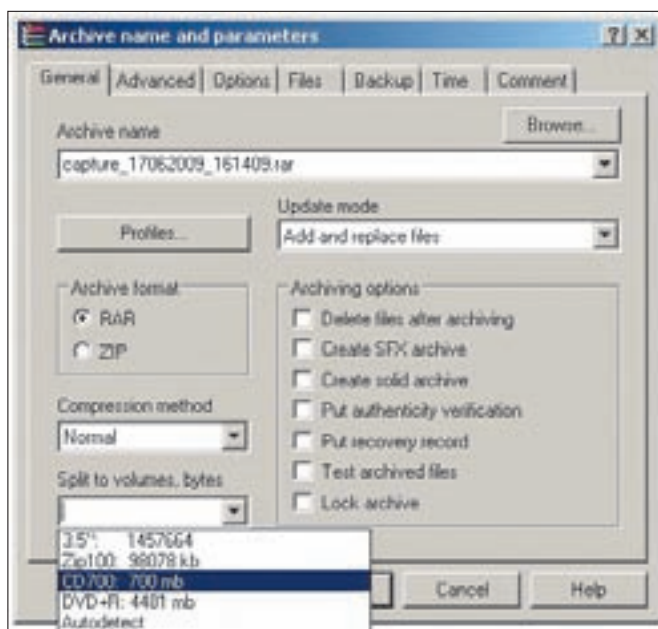 Archive name and parameters
General Advanced Options Files Backup Time Comment
Archive name
Browse...
capture_17062009_161409.rar
Update mode
Profiles...
Add and replace files
Archive format
RAR
ZIP
Archiving options
Delete files after archiving
Create SFX archive
Create solid archive
Put authenticity verification
Put recovery record
Test archived files
Lock archive
Compression method
Normal
Split to volumes, bytes
3.5": 1457664
Zip100: 98078 kb
CD700: 700 mb
DVD+R: 4481 mb
Autodetect
Cancel
Help